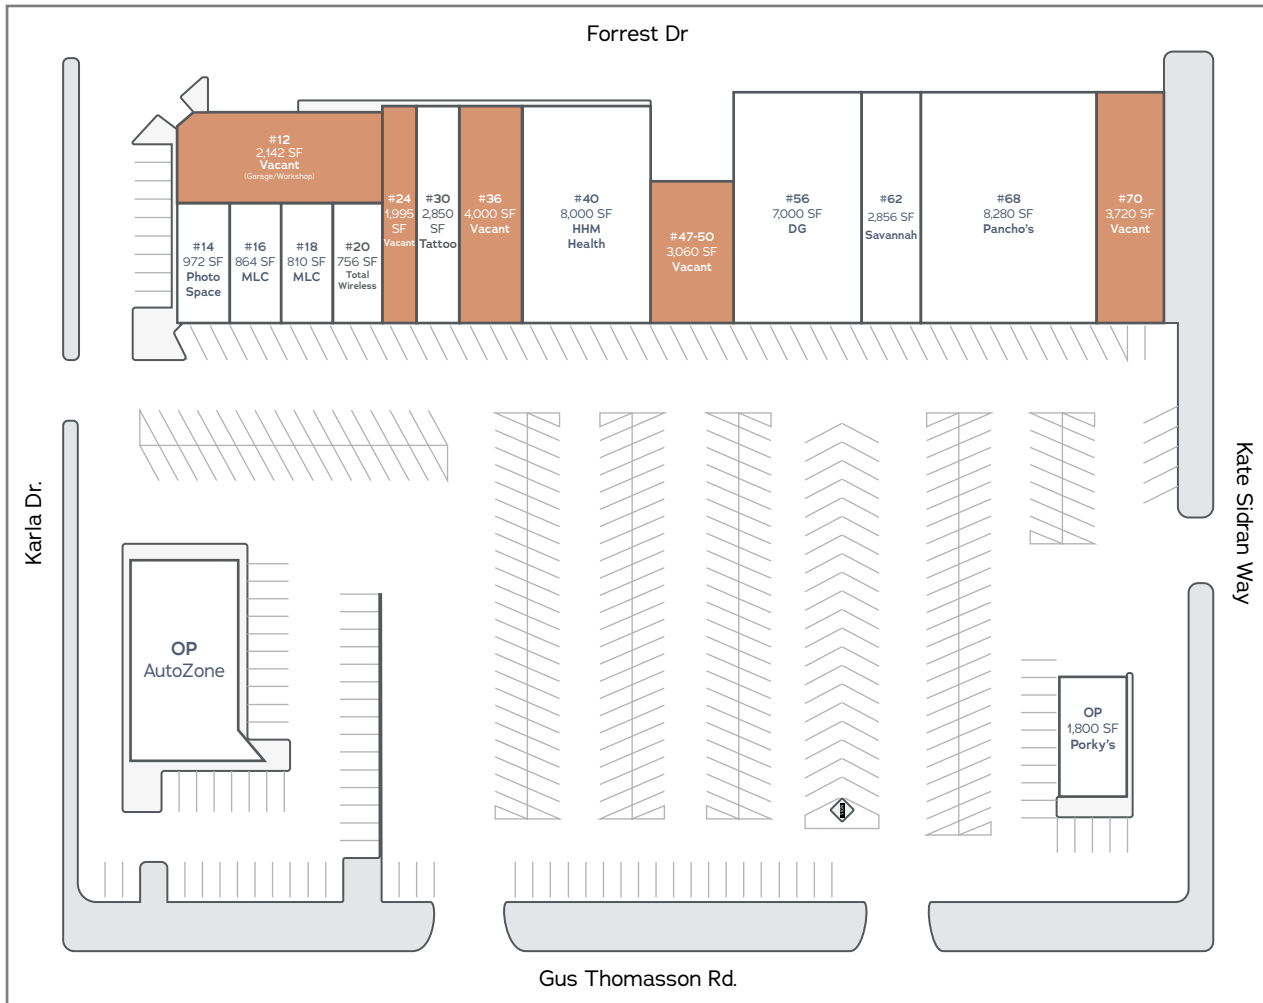 Forrest Dr
#12
2,142 SF
Vacant
(Garage/Workshop)
#14
972 SF
Photo
Space
#16
864 SF
MLC
#18
810 SF
MLC
#20
756 SF
Total
Wireless
#24
1,995
SF
Vacant
#30
2,850
SF
Tattoo
#36
4,000 SF
Vacant
#40
8,000 SF
HHM
Health
#47-50
3,060 SF
Vacant
#56
7,000 SF
DG
#62
2,856 SF
Savannah
#68
8,280 SF
Pancho's
#70
3,720 SF
Vacant
Karla Dr.
Kate Sidran Way
OP
AutoZone
OP
1,800 SF
Porky's
Gus Thomasson Rd.